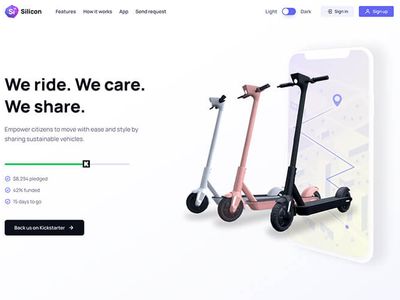 Si Silicon
Features How it works App Send request
Light Dark
Sign in
Sign up
We ride. We care.
We share.
Empower citizens to move with ease and style by
sharing sustainable vehicles.
$8,294 pledged
42% funded
15 days to go
Back us on Kickstarter →